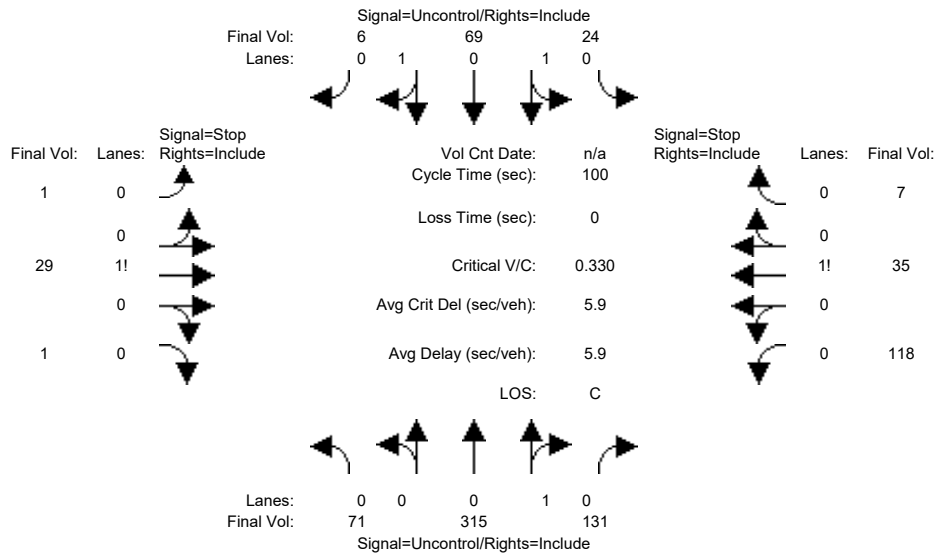 Signal=Uncontrol/Rights=Include
Final Vol: 6 69 24
Lanes: 0 1 0 1 0
Signal=Stop Signal=Stop
Final Vol: Lanes: Rights=Include Vol Cnt Date: n/a Rights=Include Lanes: Final Vol:
Cycle Time (sec): 100
1 0 0 7
Loss Time (sec): 0
0 0
29 1! Critical V/C: 0.330 1! 35
0 Avg Crit Del (sec/veh): 5.9 0
1 0 Avg Delay (sec/veh): 5.9 0 118
LOS: C
Lanes: 0 0 0 1 0
Final Vol: 71 315 131
Signal=Uncontrol/Rights=Include